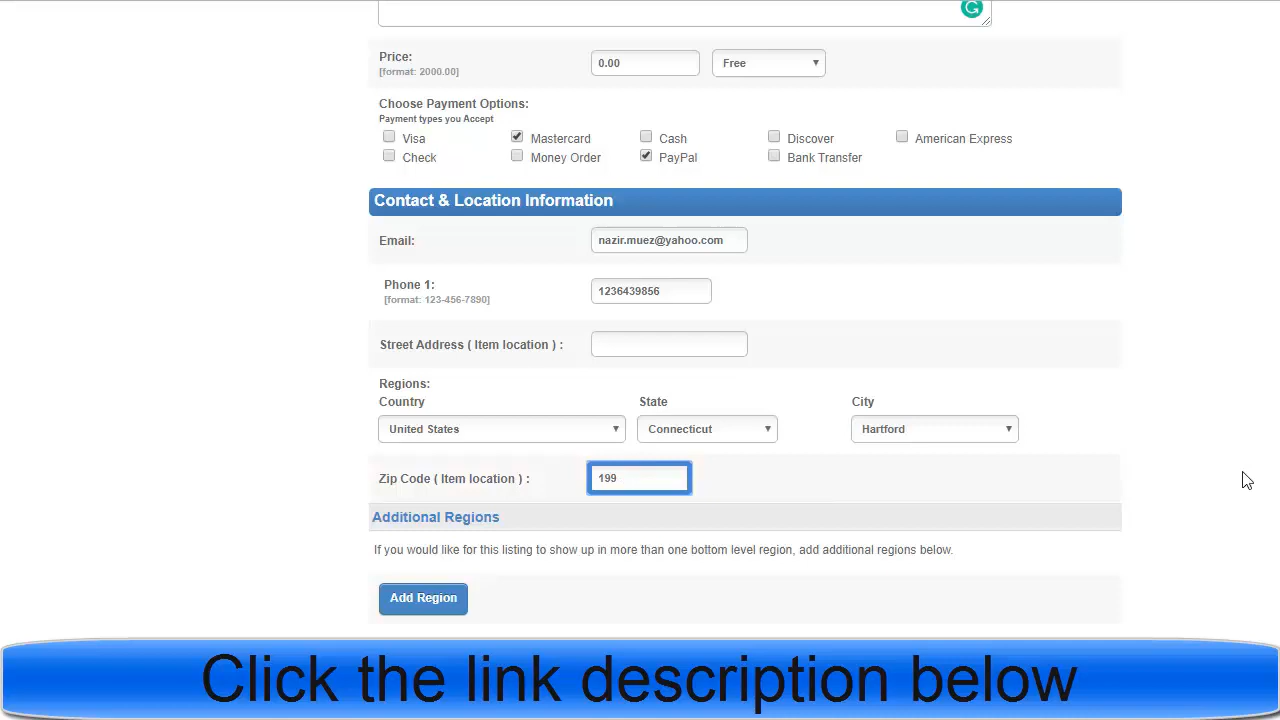 Price:
[format: 2000.00]
0.00
Free
Choose Payment Options:
Payment types you Accept
Visa
Mastercard
Cash
Discover
American Express
Check
Money Order
PayPal
Bank Transfer
Contact & Location Information
Email:
nazir.muez@yahoo.com
Phone 1:
[format: 123-456-7890]
1236439856
Street Address ( Item location ) :
Regions:
Country
State
City
United States
Connecticut
Hartford
Zip Code ( Item location ) :
199
Additional Regions
If you would like for this listing to show up in more than one bottom level region, add additional regions below.
Add Region
Click the link description below